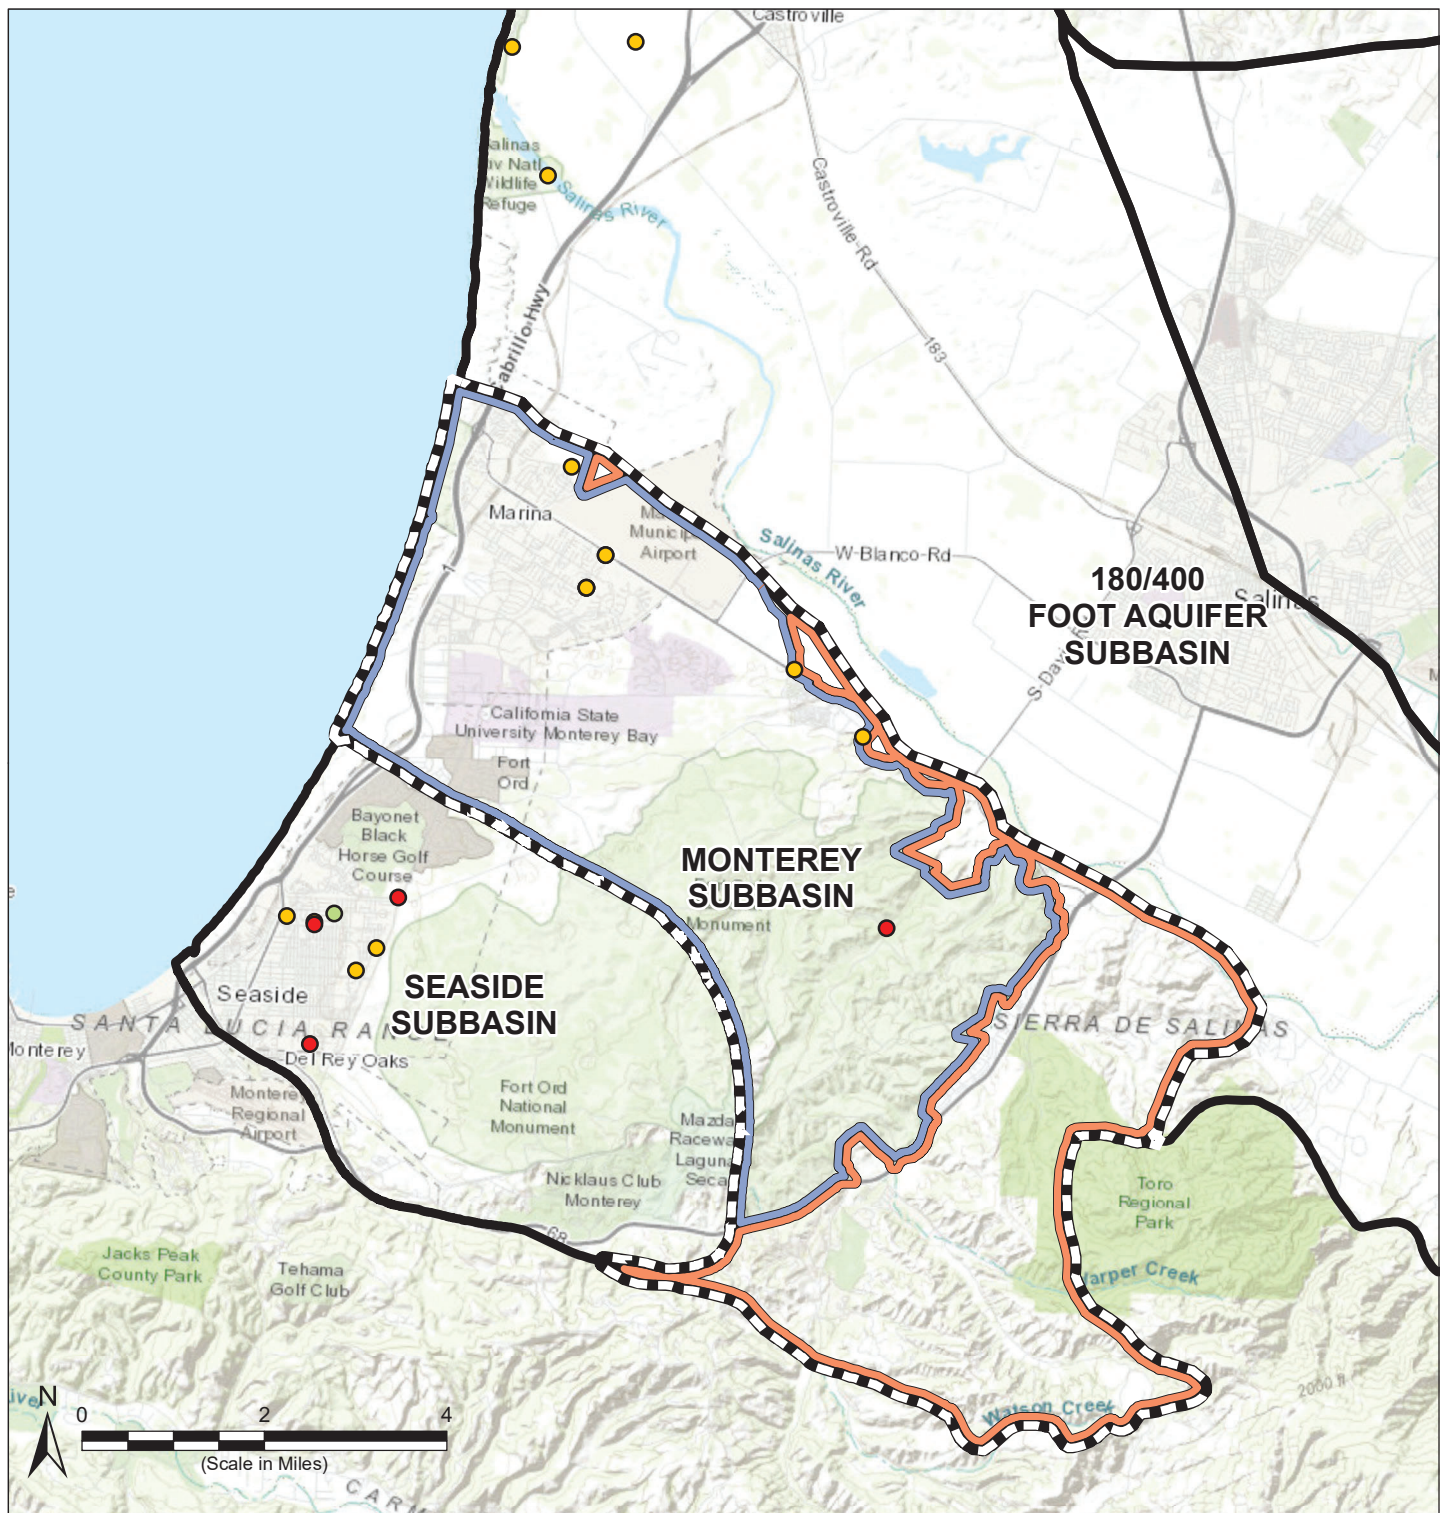 Castroville
Salinas
Riv Natl
Wildlife
Refuge
Salinas River
Castroville-Rd
183
Cabrillo Hwy
Marina
Municipal
Airport
Salinas River
W-Blanco-Rd
180/400
FOOT AQUIFER
SUBBASIN
Salinas
1
California State
University Monterey Bay
Fort
Ord
Bayonet
Black
Horse Golf
Course
MONTEREY
SUBBASIN
Monument
Seaside
SEASIDE
SUBBASIN
SANTA LUCIA RANGE
SIERRA DE SALINAS
Monterey
Del Rey Oaks
Monterey
Regional
Airport
Fort Ord
National
Monument
Mazda
Raceway
Laguna
Seca
Nicklaus Club
Monterey
68
Toro
Regional
Park
Harper Creek
Jacks Peak
County Park
Tehama
Golf Club
Watson Creek
2000 ft
N
0 2 4
(Scale in Miles)